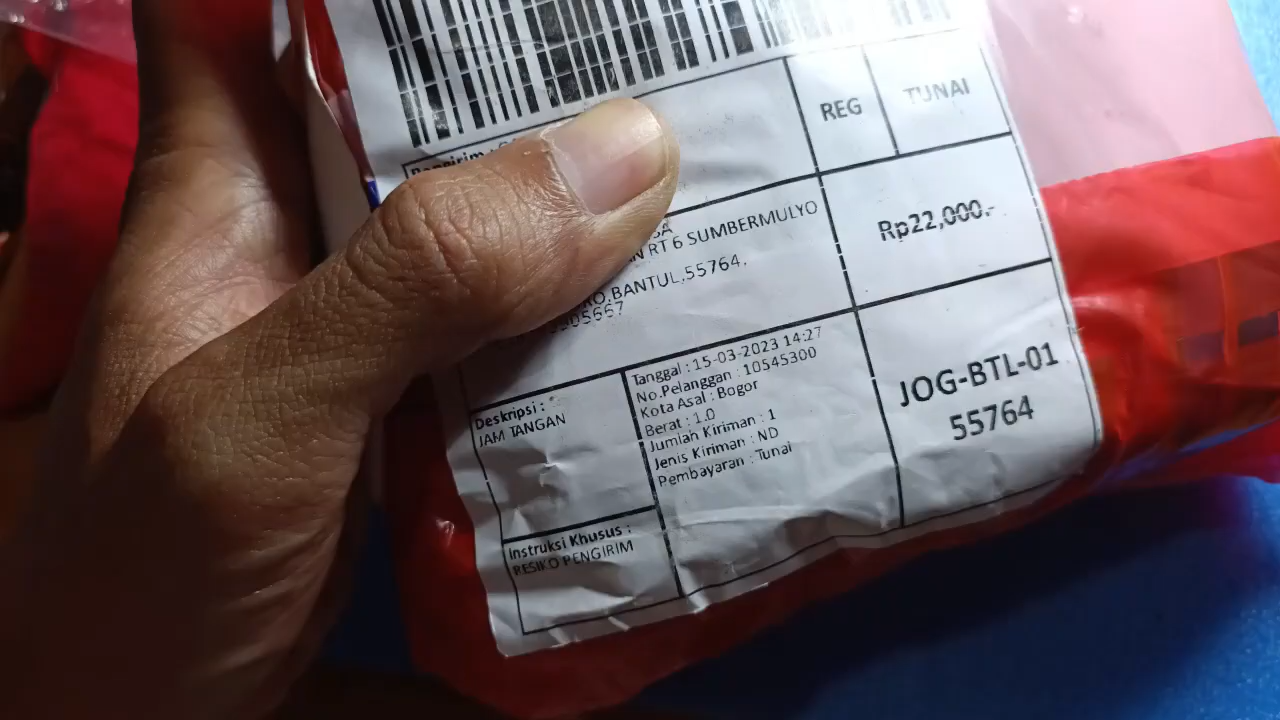 Pengirim :
REG
TUNAI
RT 6 SUMBERMULYO
BANTUL,55764,
Rp22,000,-
Deskripsi :
JAM TANGAN
Tanggal : 15-03-2023 14:27
No.Pelanggan : 10545300
Kota Asal : Bogor
Berat : 1.0
Jumlah Kiriman : 1
Jenis Kiriman : ND
Pembayaran : Tunai
JOG-BTL-01
55764
Instruksi Khusus :
RESIKO PENGIRIM